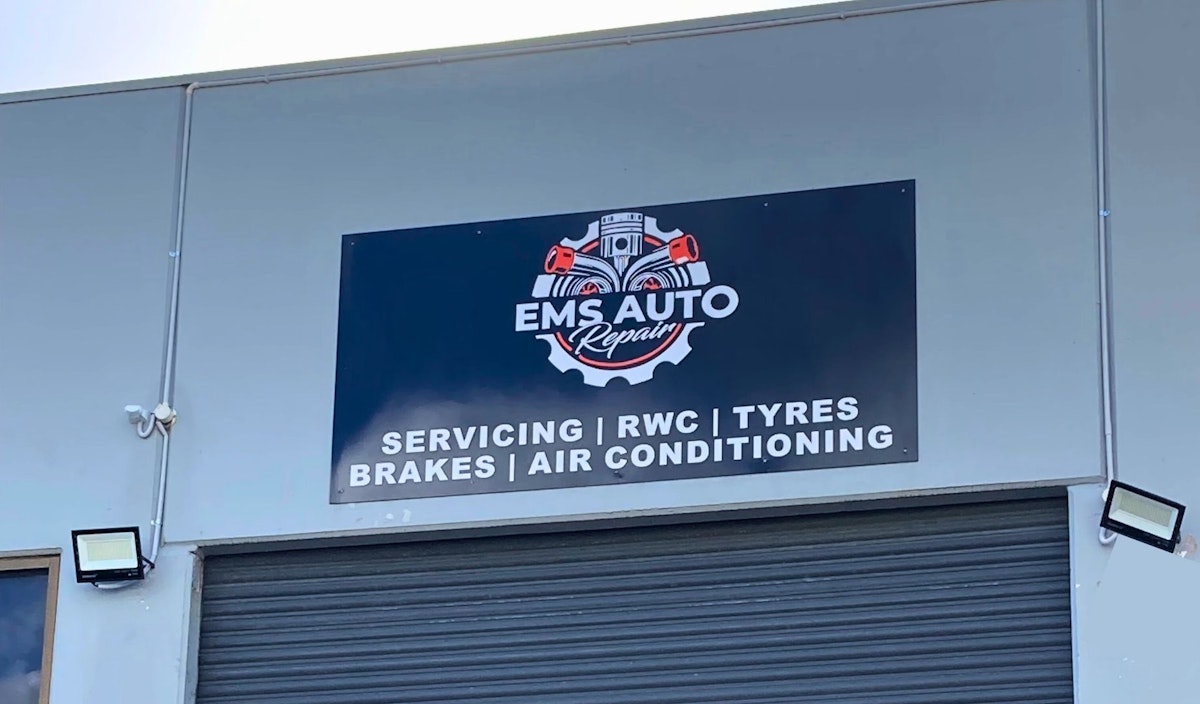 EMS AUTO
Repair
SERVICING | RWC | TYRES
BRAKES | AIR CONDITIONING